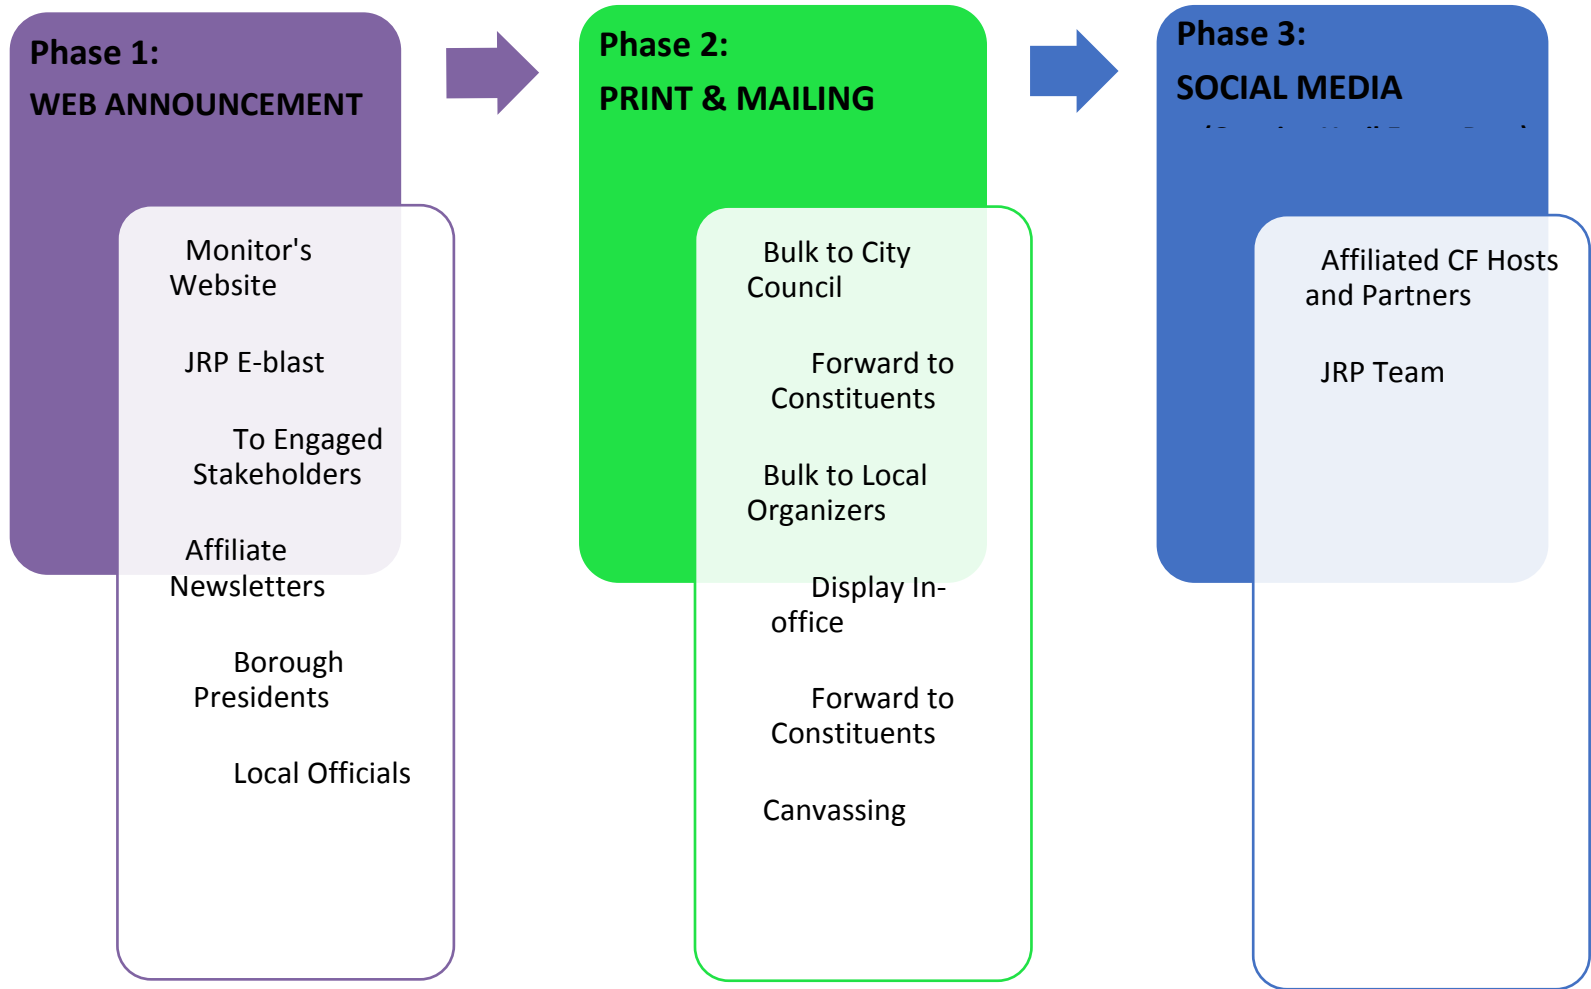 Phase 1:
WEB ANNOUNCEMENT
Monitor's
Website
JRP E-blast
To Engaged
Stakeholders
Affiliate
Newsletters
Borough
Presidents
Local Officials
Phase 2:
PRINT & MAILING
Bulk to City
Council
Forward to
Constituents
Bulk to Local
Organizers
Display In-
office
Forward to
Constituents
Canvassing
Phase 3:
SOCIAL MEDIA
Affiliated CF Hosts
and Partners
JRP Team